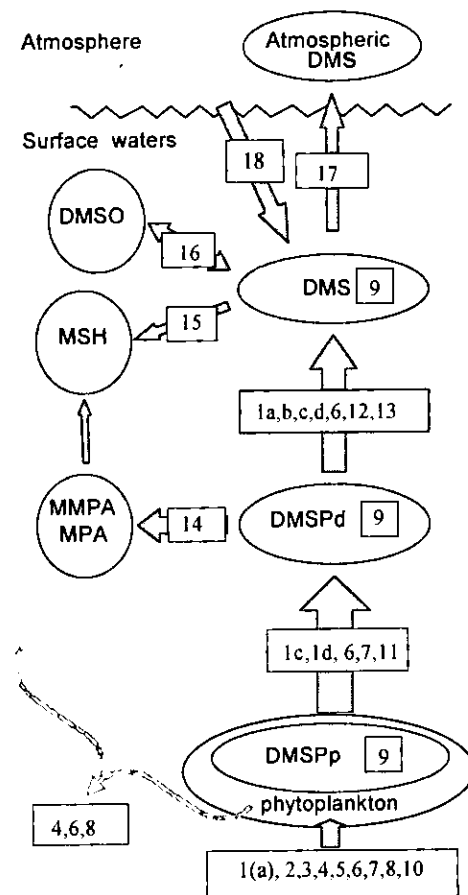 Atmosphere
Atmospheric
DMS
Surface waters
18
17
DMSO
16
DMS 9
15
MSH
1a,b,c,d,6,12,13
MMPA
MPA
14
DMSPd 9
1c,1d, 6,7,11
DMSPp 9
phytoplankton
4,6,8
1(a), 2,3,4,5,6,7,8,10